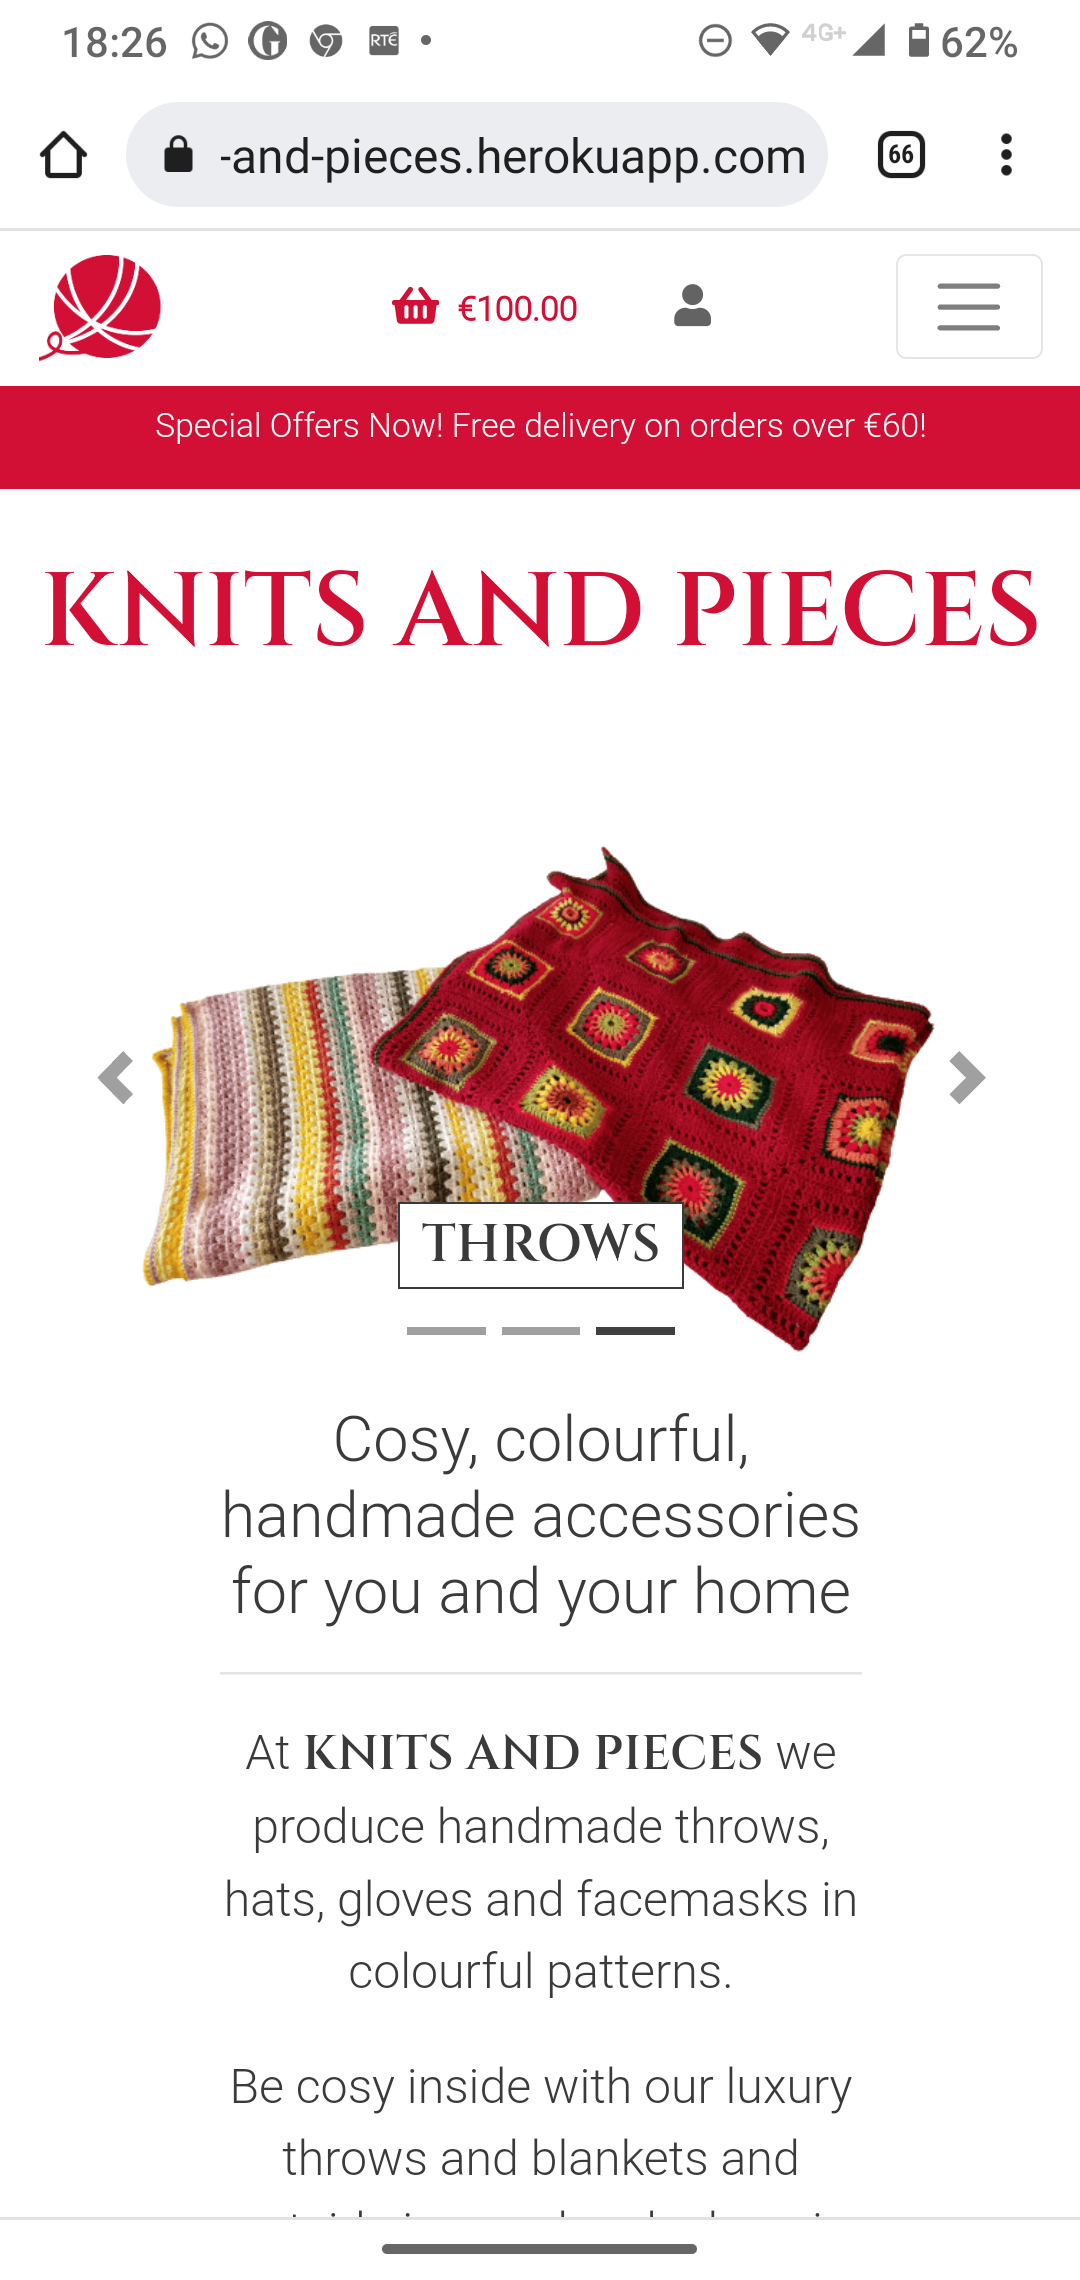 18:26 RTÉ 4G+ 62%
-and-pieces.herokuapp.com 66
€100.00
Special Offers Now! Free delivery on orders over €60!
KNITS AND PIECES
THROWS
Cosy, colourful,
handmade accessories
for you and your home
At KNITS AND PIECES we
produce handmade throws,
hats, gloves and facemasks in
colourful patterns.
Be cosy inside with our luxury
throws and blankets and